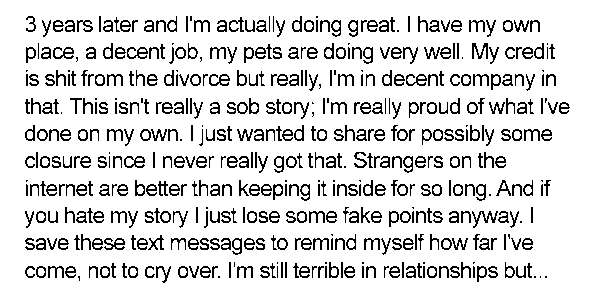 3 years later and I'm actually doing great. I have my own
place, a decent job, my pets are doing very well. My credit
is shit from the divorce but really, I'm in decent company in
that. This isn't really a sob story; I'm really proud of what I've
done on my own. I just wanted to share for possibly some
closure since I never really got that. Strangers on the
internet are better than keeping it inside for so long. And if
you hate my story I just lose some fake points anyway. I
save these text messages to remind myself how far I've
come, not to cry over. I'm still terrible in relationships but...